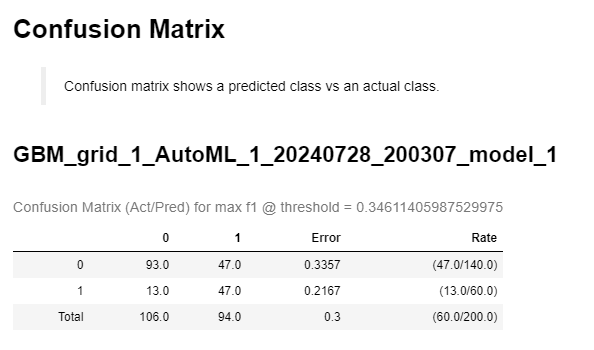 Confusion Matrix
Confusion matrix shows a predicted class vs an actual class.
GBM_grid_1_AutoML_1_20240728_200307_model_1
Confusion Matrix (Act/Pred) for max f1 @ threshold = 0.34611405987529975
0 1 Error Rate
0 93.0 47.0 0.3357 (47.0/140.0)
1 13.0 47.0 0.2167 (13.0/60.0)
Total 106.0 94.0 0.3 (60.0/200.0)